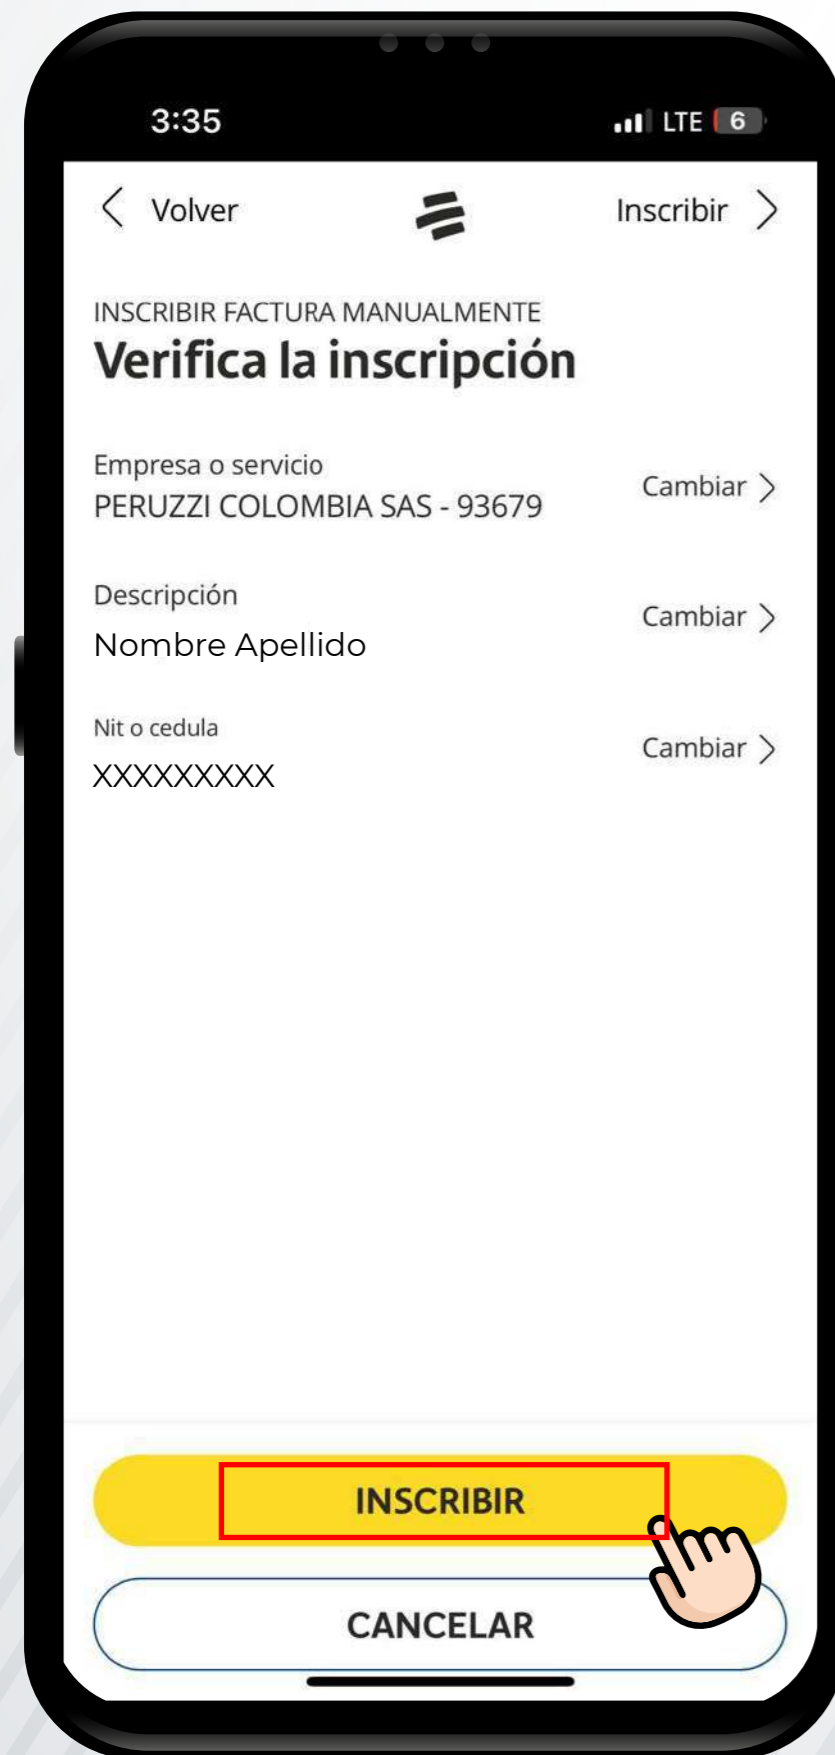 3:35
LTE 6
Volver
Inscribir
INSCRIBIR FACTURA MANUALMENTE
Verifica la inscripción
Empresa o servicio
PERUZZI COLOMBIA SAS - 93679
Cambiar
Descripción
Nombre Apellido
Cambiar
Nit o cedula
XXXXXXXXX
Cambiar
INSCRIBIR
CANCELAR